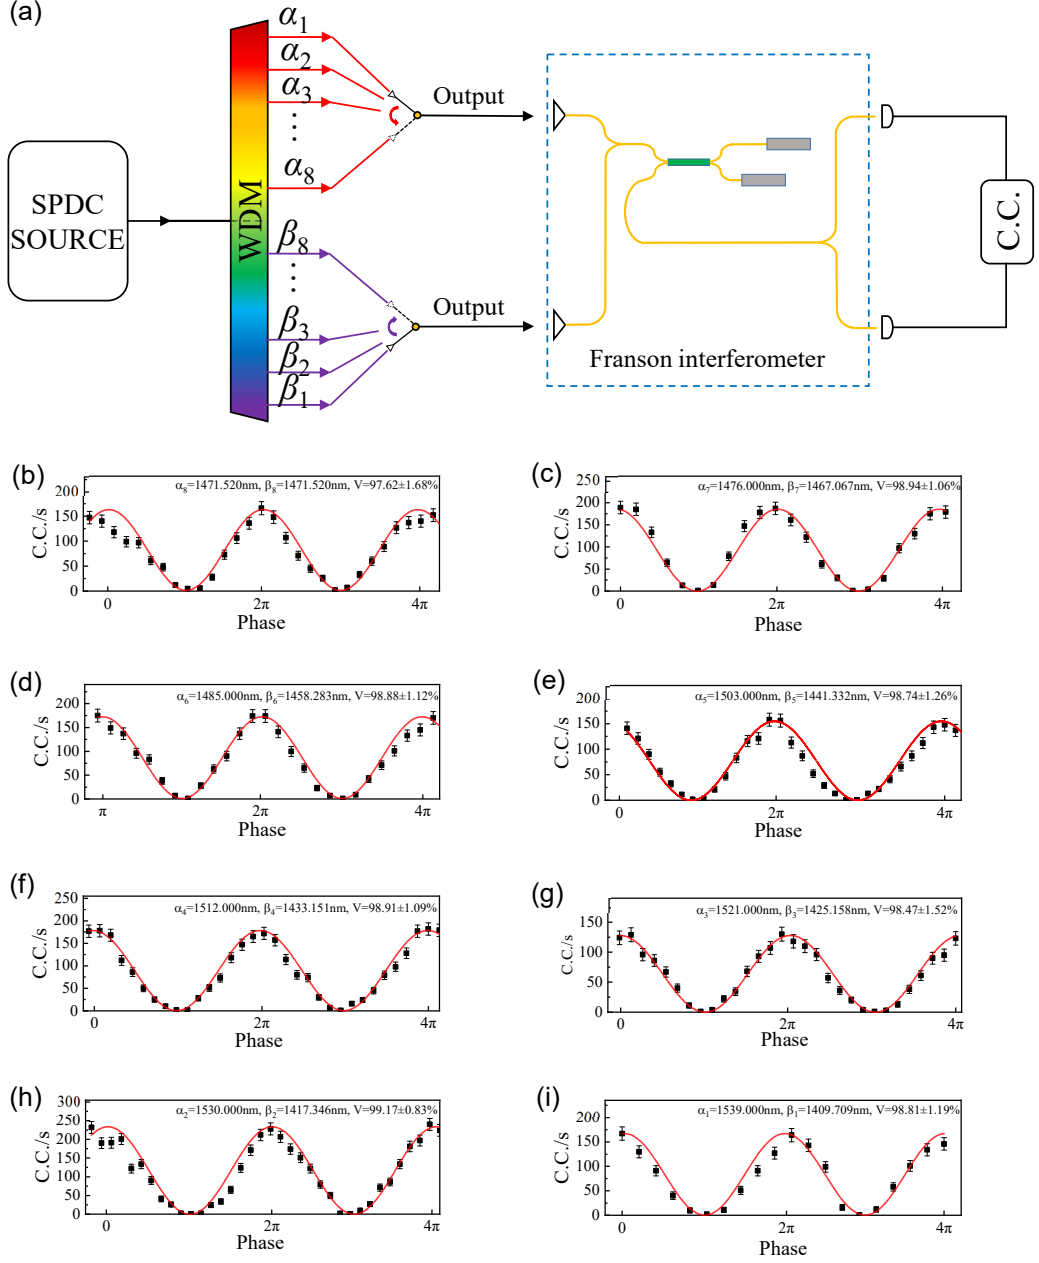 (a)
α1
α2
α3
⋮
α8
β8
⋮
β3
β2
β1
SPDC
SOURCE
WDM
Output
Output
Franson interferometer
C.C.
(b)
α8=1471.520nm, β8=1471.520nm, V=97.62±1.68%
C.C./s
200
150
100
50
0
0 2π 4π
Phase
(c)
α7=1476.000nm, β7=1467.067nm, V=98.94±1.06%
C.C./s
250
200
150
100
50
0
0 2π 4π
Phase
(d)
α6=1485.000nm, β6=1458.283nm, V=98.88±1.12%
C.C./s
200
150
100
50
0
π 2π 4π
Phase
(e)
α5=1503.000nm, β5=1441.332nm, V=98.74±1.26%
C.C./s
200
150
100
50
0
0 2π 4π
Phase
(f)
α4=1512.000nm, β4=1433.151nm, V=98.91±1.09%
C.C./s
250
200
150
100
50
0
0 2π 4π
Phase
(g)
α3=1521.000nm, β3=1425.158nm, V=98.47±1.52%
C.C./s
150
100
50
0
0 2π 4π
Phase
(h)
α2=1530.000nm, β2=1417.346nm, V=99.17±0.83%
C.C./s
300
250
200
150
100
50
0
0 2π 4π
Phase
(i)
α1=1539.000nm, β1=1409.709nm, V=98.81±1.19%
C.C./s
200
150
100
50
0
0 2π 4π
Phase